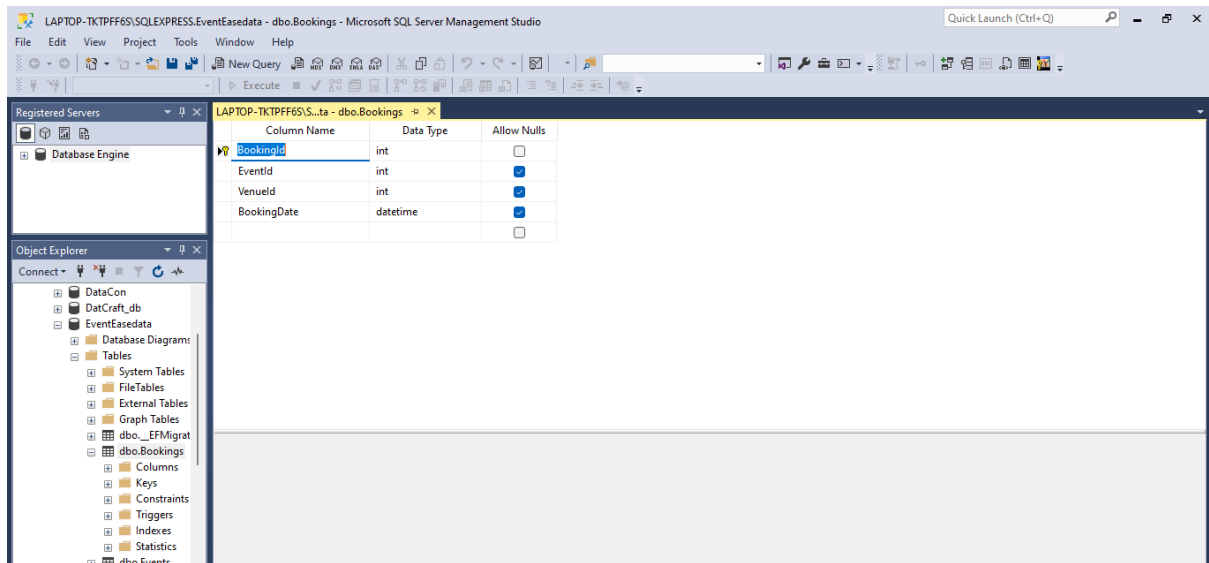 LAPTOP-TKTPFF6S\SQLEXPRESS.EventEasedata - dbo.Bookings - Microsoft SQL Server Management Studio
Quick Launch (Ctrl+Q)
File Edit View Project Tools Window Help
New Query
Execute
Registered Servers
LAPTOP-TKTPFF6S\S...ta - dbo.Bookings
Column Name Data Type Allow Nulls
Database Engine
BookingId int
EventId int
VenueId int
BookingDate datetime
Object Explorer
Connect
DataCon
DatCraft_db
EventEasedata
Database Diagrams
Tables
System Tables
FileTables
External Tables
Graph Tables
dbo.__EFMigrat
dbo.Bookings
Columns
Keys
Constraints
Triggers
Indexes
Statistics
dbo.Events